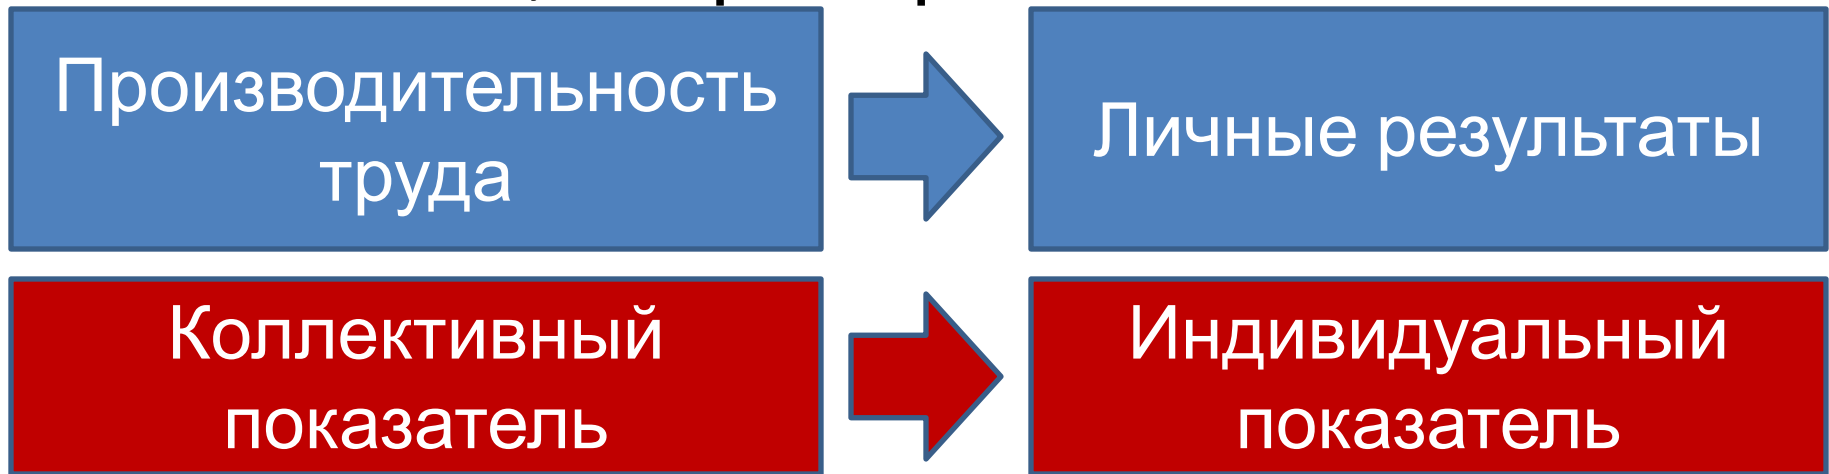 Производительность
труда
Личные результаты
Коллективный
показатель
Индивидуальный
показатель